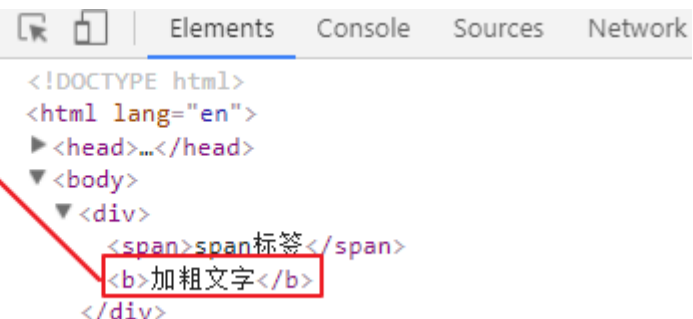 Elements Console Sources Network
<!DOCTYPE html>
<html lang="en">
▶<head>…</head>
▼<body>
▼<div>
<span>span标签</span>
<b>加粗文字</b>
</div>